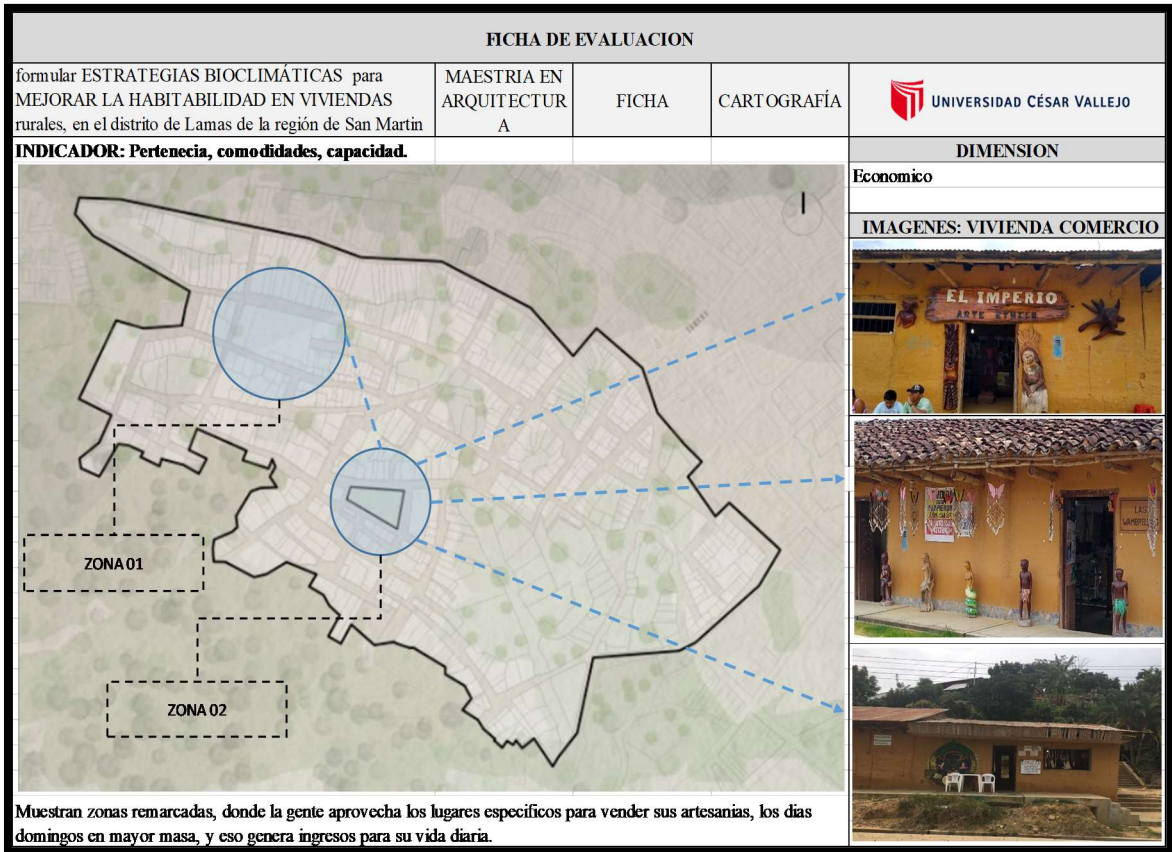 FICHA DE EVALUACION
formular ESTRATEGIAS BIOCLIMÁTICAS para
MEJORAR LA HABITABILIDAD EN VIVIENDAS
rurales, en el distrito de Lamas de la región de San Martin
MAESTRIA EN
ARQUITECTUR
A
FICHA
CARTOGRAFÍA
UNIVERSIDAD CÉSAR VALLEJO
INDICADOR: Pertenecia, comodidades, capacidad.
DIMENSION
Economico
IMAGENES: VIVIENDA COMERCIO
EL IMPERIO
ARTE
LAS
ZONA 01
ZONA 02
Muestran zonas remarcadas, donde la gente aprovecha los lugares especificos para vender sus artesanias, los dias
domingos en mayor masa, y eso genera ingresos para su vida diaria.